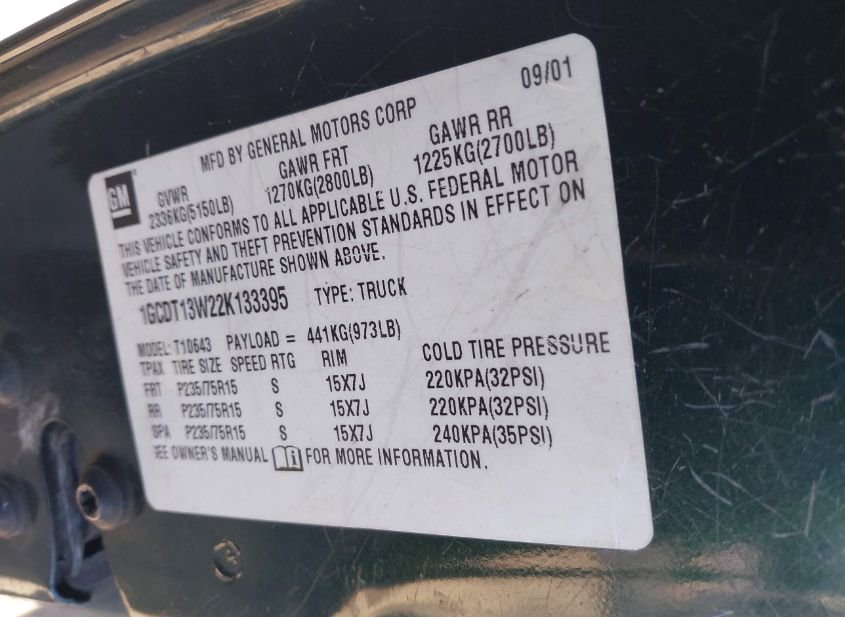 09/01
GM
MFD BY GENERAL MOTORS CORP
GVWR GAWR FRT GAWR RR
2336KG(5150LB) 1270KG(2800LB) 1225KG(2700LB)
THIS VEHICLE CONFORMS TO ALL APPLICABLE U.S. FEDERAL MOTOR
VEHICLE SAFETY AND THEFT PREVENTION STANDARDS IN EFFECT ON
THE DATE OF MANUFACTURE SHOWN ABOVE.
1GCDT13W22K133395 TYPE: TRUCK
MODEL: T10643 PAYLOAD = 441KG(973LB)
TPAX TIRE SIZE SPEED RTG RIM COLD TIRE PRESSURE
FRT P235/75R15 S 15X7J 220KPA(32PSI)
RR P235/75R15 S 15X7J 220KPA(32PSI)
SPA P235/75R15 S 15X7J 240KPA(35PSI)
SEE OWNER'S MANUAL i FOR MORE INFORMATION.